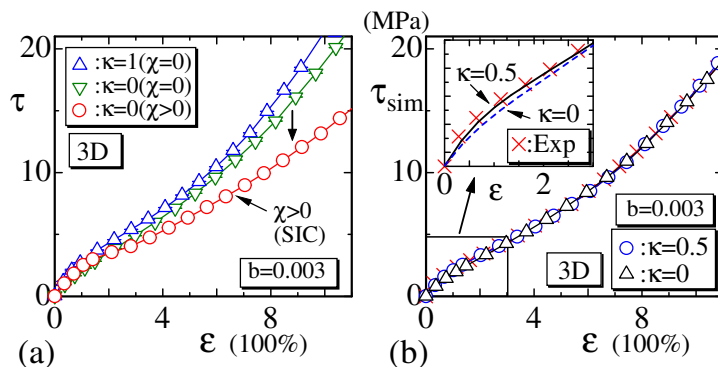 (MPa)
20
10
0
τ
△:κ=1(χ=0)
▽:κ=0(χ=0)
○:κ=0(χ>0)
3D
χ>0
(SIC)
b=0.003
0 4 8
(a)
ε (100%)
20
10
0
τsim
κ=0.5
κ=0
×:Exp
0 ε 2
b=0.003
○:κ=0.5
△:κ=0
3D
0 4 8
(b)
ε (100%)